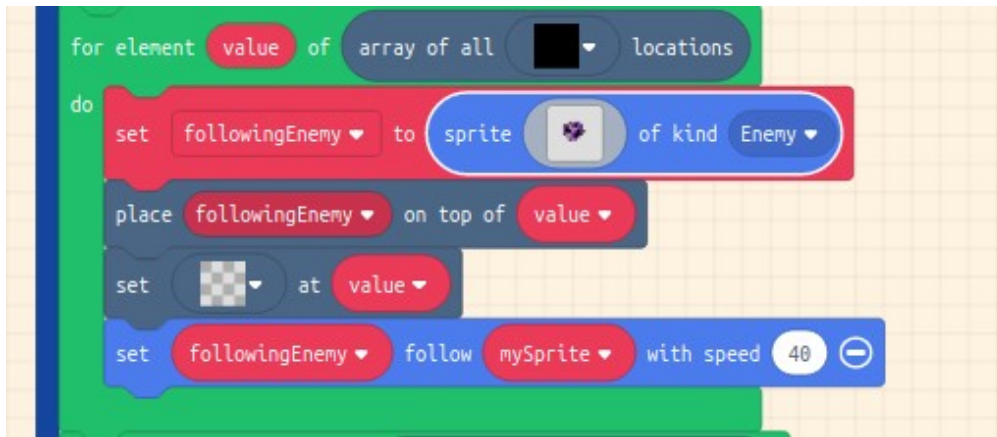 for element value of array of all locations
do
set followingEnemy to sprite of kind Enemy
place followingEnemy on top of value
set at value
set followingEnemy follow mySprite with speed 40